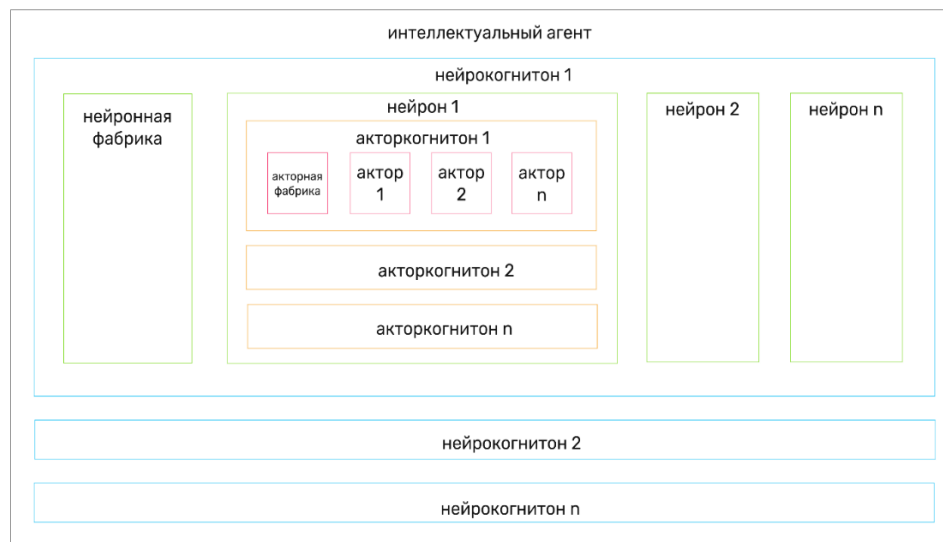 интеллектуальный агент
нейрокогнитон 1
нейронная
фабрика
нейрон 1
акторкогнитон 1
акторная
фабрика
актор
1
актор
2
актор
n
акторкогнитон 2
акторкогнитон n
нейрон 2
нейрон n
нейрокогнитон 2
нейрокогнитон n